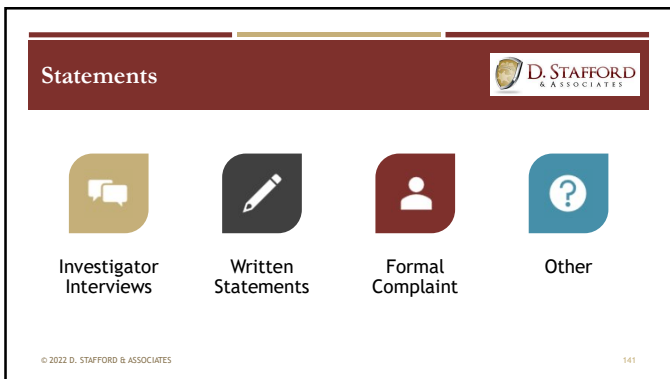 Statements
D. STAFFORD
& ASSOCIATES
Investigator
Interviews
Written
Statements
Formal
Complaint
Other
© 2022 D. STAFFORD & ASSOCIATES
141